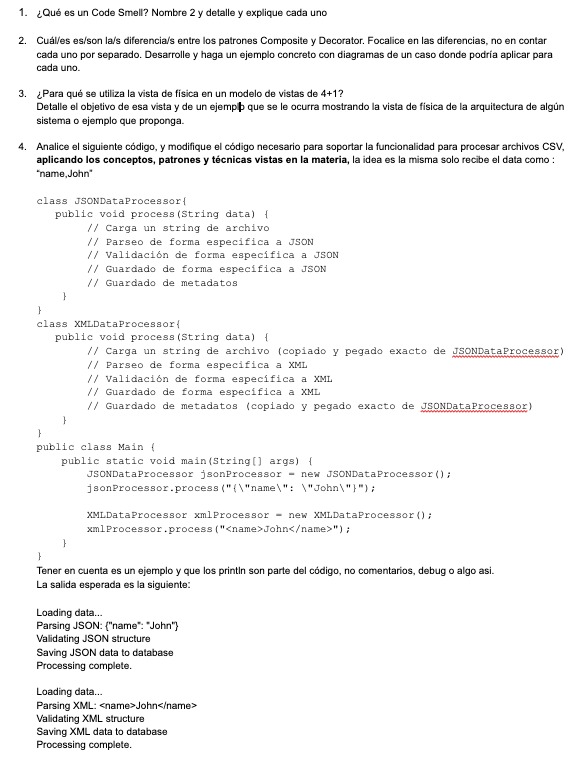 1. ¿Qué es un Code Smell? Nombre 2 y detalle y explique cada uno
2. Cuál/es es/son la/s diferencia/s entre los patrones Composite y Decorator. Focalice en las diferencias, no en contar
cada uno por separado. Desarrolle y haga un ejemplo concreto con diagramas de un caso donde podría aplicar para
cada uno.
3. ¿Para qué se utiliza la vista de física en un modelo de vistas de 4+1?
Detalle el objetivo de esa vista y de un ejemplo que se le ocurra mostrando la vista de física de la arquitectura de algún
sistema o ejemplo que proponga.
4. Analice el siguiente código, y modifique el código necesario para soportar la funcionalidad para procesar archivos CSV,
aplicando los conceptos, patrones y técnicas vistas en la materia, la idea es la misma solo recibe el data como :
"name,John"
class JSONDataProcessor{
public void process(String data) {
// Carga un string de archivo
// Parseo de forma especifica a JSON
// Validación de forma especifica a JSON
// Guardado de forma especifica a JSON
// Guardado de metadatos
}
}
class XMLDataProcessor{
public void process(String data) {
// Carga un string de archivo (copiado y pegado exacto de JSONDataProcessor)
// Parseo de forma especifica a XML
// Validación de forma especifica a XML
// Guardado de forma especifica a XML
// Guardado de metadatos (copiado y pegado exacto de JSONDataProcessor)
}
}
public class Main {
public static void main(String[] args) {
JSONDataProcessor jsonProcessor = new JSONDataProcessor();
jsonProcessor.process("{\"name\": \"John\"}");
XMLDataProcessor xmlProcessor = new XMLDataProcessor();
xmlProcessor.process("<name>John</name>");
}
}
Tener en cuenta es un ejemplo y que los println son parte del código, no comentarios, debug o algo asi.
La salida esperada es la siguiente:
Loading data...
Parsing JSON: {"name": "John"}
Validating JSON structure
Saving JSON data to database
Processing complete.
Loading data...
Parsing XML: <name>John</name>
Validating XML structure
Saving XML data to database
Processing complete.